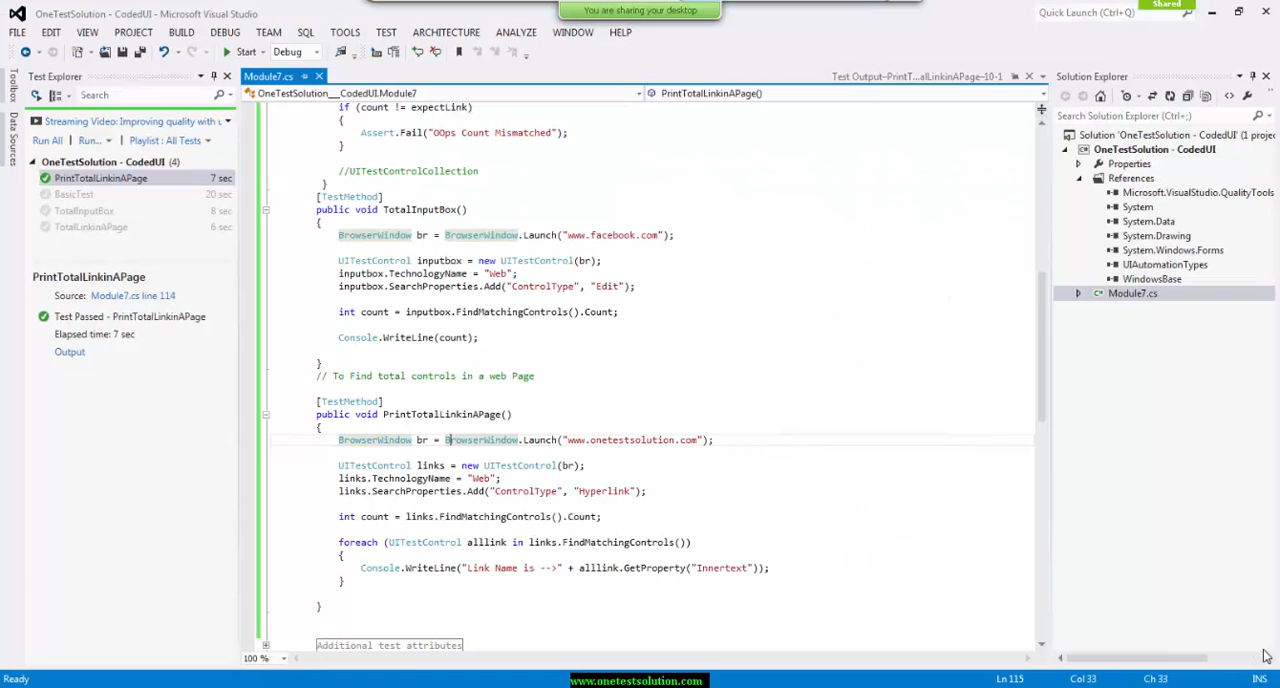 You are sharing your desktop
Shared
OneTestSolution - CodedUI - Microsoft Visual Studio
Quick Launch (Ctrl+Q)
FILE EDIT VIEW PROJECT BUILD DEBUG TEAM SQL TOOLS TEST ARCHITECTURE ANALYZE WINDOW HELP
Start Debug
Toolbox
Data Sources
Test Explorer
Search
Streaming Video: Improving quality with u
Run All Run... Playlist : All Tests
OneTestSolution - CodedUI (4)
PrintTotalLinkinAPage 7 sec
BasicTest 20 sec
TotalInputBox 8 sec
TotalLinkinAPage 6 sec
PrintTotalLinkinAPage
Source: Module7.cs line 114
Test Passed - PrintTotalLinkinAPage
Elapsed time: 7 sec
Output
Module7.cs
Test Output-PrintT...alLinkinAPage-10-1
OneTestSolution__CodedUI.Module7
PrintTotalLinkinAPage()
if (count != expectLink)
{
Assert.Fail("OOps Count Mismatched");
}
//UITestControlCollection
}
[TestMethod]
public void TotalInputBox()
{
BrowserWindow br = BrowserWindow.Launch("www.facebook.com");
UITestControl inputbox = new UITestControl(br);
inputbox.TechnologyName = "Web";
inputbox.SearchProperties.Add("ControlType", "Edit");
int count = inputbox.FindMatchingControls().Count;
Console.WriteLine(count);
}
// To Find total controls in a web Page
[TestMethod]
public void PrintTotalLinkinAPage()
{
BrowserWindow br = BrowserWindow.Launch("www.onetestsolution.com");
UITestControl links = new UITestControl(br);
links.TechnologyName = "Web";
links.SearchProperties.Add("ControlType", "Hyperlink");
int count = links.FindMatchingControls().Count;
foreach (UITestControl alllink in links.FindMatchingControls())
{
Console.WriteLine("Link Name is -->" + alllink.GetProperty("Innertext"));
}
}
Additional test attributes
100 %
Solution Explorer
Search Solution Explorer (Ctrl+;)
Solution 'OneTestSolution - CodedUI' (1 projec
OneTestSolution - CodedUI
Properties
References
Microsoft.VisualStudio.QualityTools
System
System.Data
System.Drawing
System.Windows.Forms
UIAutomationTypes
WindowsBase
Module7.cs
Ready
www.onetestsolution.com
Ln 115 Col 33 Ch 33 INS